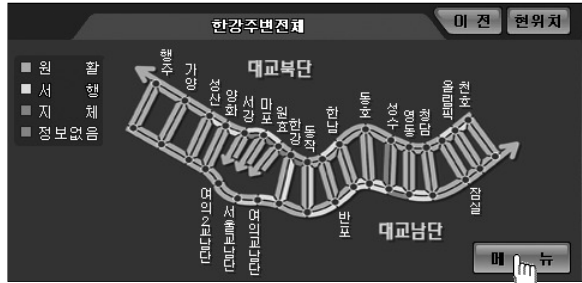 한강주변전체
이 전
현위치
원 활
서 행
지 체
정보없음
대교북단
행주
가양
성산
양화
서강
마포
원효
한강
동작
한남
동호
성수
영동
청담
올림픽
천호
여의2교남단
서울교남단
여의교남단
반포
잠실
대교남단
메 뉴